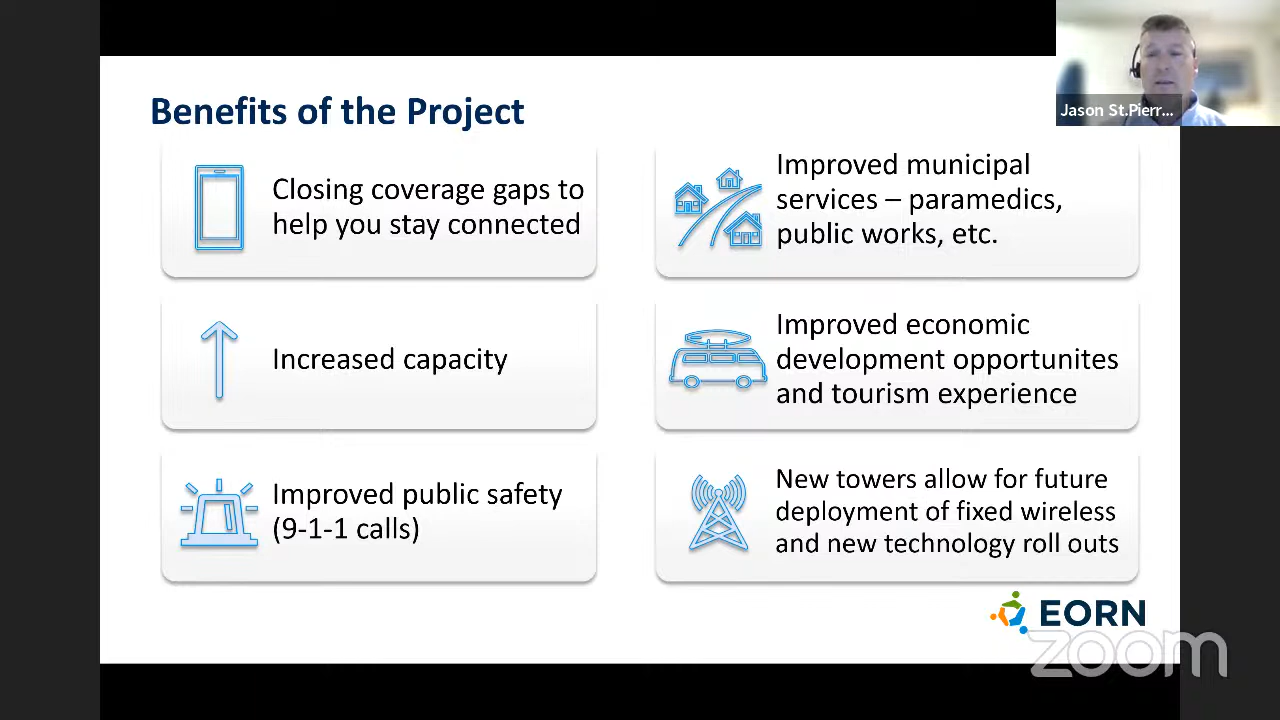 Benefits of the Project
Jason St.Pierr...
Closing coverage gaps to
help you stay connected
Improved municipal
services – paramedics,
public works, etc.
Increased capacity
Improved economic
development opportunites
and tourism experience
Improved public safety
(9-1-1 calls)
New towers allow for future
deployment of fixed wireless
and new technology roll outs
EORN
zoom